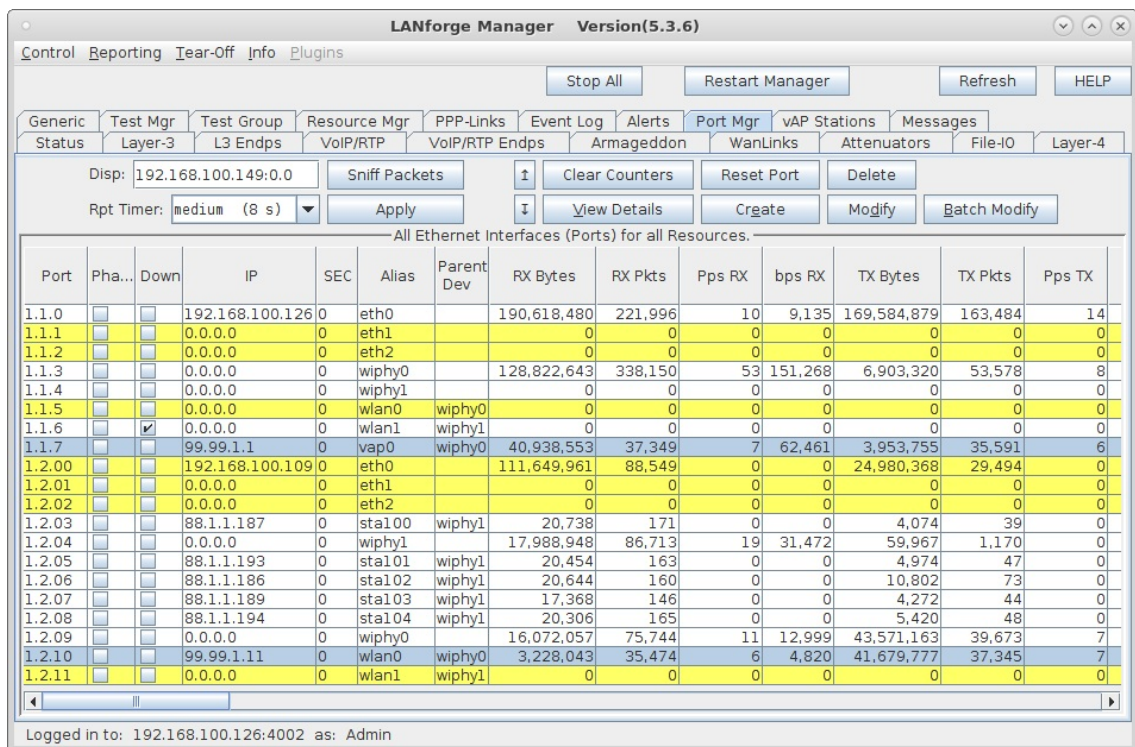 LANforge Manager Version(5.3.6)
Control Reporting Tear-Off Info Plugins
Stop All Restart Manager Refresh HELP
Generic Test Mgr Test Group Resource Mgr PPP-Links Event Log Alerts Port Mgr vAP Stations Messages
Status Layer-3 L3 Endps VoIP/RTP VoIP/RTP Endps Armageddon WanLinks Attenuators File-IO Layer-4
Disp: 192.168.100.149:0.0 Sniff Packets ↥ Clear Counters Reset Port Delete
Rpt Timer: medium (8 s) Apply ↧ View Details Create Modify Batch Modify
All Ethernet Interfaces (Ports) for all Resources.
Port Pha... Down IP SEC Alias Parent Dev RX Bytes RX Pkts Pps RX bps RX TX Bytes TX Pkts Pps TX
1.1.0 192.168.100.126 0 eth0 190,618,480 221,996 10 9,135 169,584,879 163,484 14
1.1.1 0.0.0.0 0 eth1 0 0 0 0 0 0 0
1.1.2 0.0.0.0 0 eth2 0 0 0 0 0 0 0
1.1.3 0.0.0.0 0 wiphy0 128,822,643 338,150 53 151,268 6,903,320 53,578 8
1.1.4 0.0.0.0 0 wiphy1 0 0 0 0 0 0 0
1.1.5 0.0.0.0 0 wlan0 wiphy0 0 0 0 0 0 0 0
1.1.6 0.0.0.0 0 wlan1 wiphy1 0 0 0 0 0 0 0
1.1.7 99.99.1.1 0 vap0 wiphy0 40,938,553 37,349 7 62,461 3,953,755 35,591 6
1.2.00 192.168.100.109 0 eth0 111,649,961 88,549 0 0 24,980,368 29,494 0
1.2.01 0.0.0.0 0 eth1 0 0 0 0 0 0 0
1.2.02 0.0.0.0 0 eth2 0 0 0 0 0 0 0
1.2.03 88.1.1.187 0 sta100 wiphy1 20,738 171 0 0 4,074 39 0
1.2.04 0.0.0.0 0 wiphy1 17,988,948 86,713 19 31,472 59,967 1,170 0
1.2.05 88.1.1.193 0 sta101 wiphy1 20,454 163 0 0 4,974 47 0
1.2.06 88.1.1.186 0 sta102 wiphy1 20,644 160 0 0 10,802 73 0
1.2.07 88.1.1.189 0 sta103 wiphy1 17,368 146 0 0 4,272 44 0
1.2.08 88.1.1.194 0 sta104 wiphy1 20,306 165 0 0 5,420 48 0
1.2.09 0.0.0.0 0 wiphy0 16,072,057 75,744 11 12,999 43,571,163 39,673 7
1.2.10 99.99.1.11 0 wlan0 wiphy0 3,228,043 35,474 6 4,820 41,679,777 37,345 7
1.2.11 0.0.0.0 0 wlan1 wiphy1 0 0 0 0 0 0 0
Logged in to: 192.168.100.126:4002 as: Admin